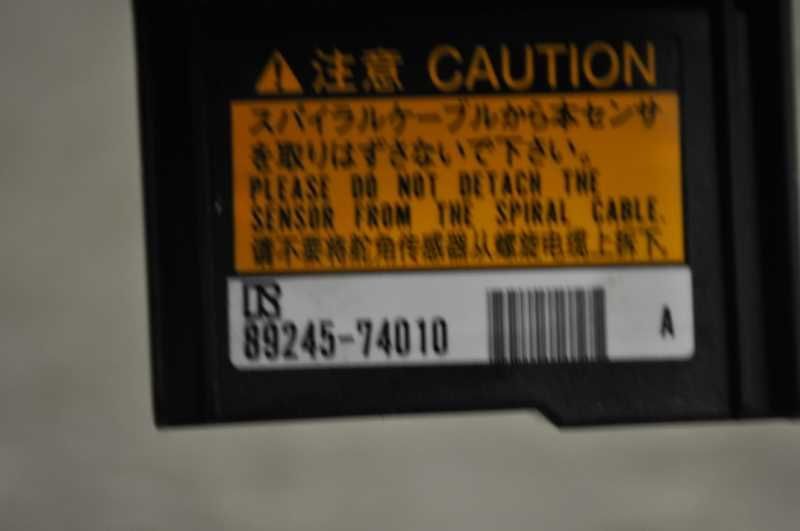 注意 CAUTION
スパイラルケーブルから本センサ
を取りはずさないで下さい。
PLEASE DO NOT DETACH THE
SENSOR FROM THE SPIRAL CABLE.
请不要将舵角传感器从螺旋电缆上拆下.
DS
89245-74010
A